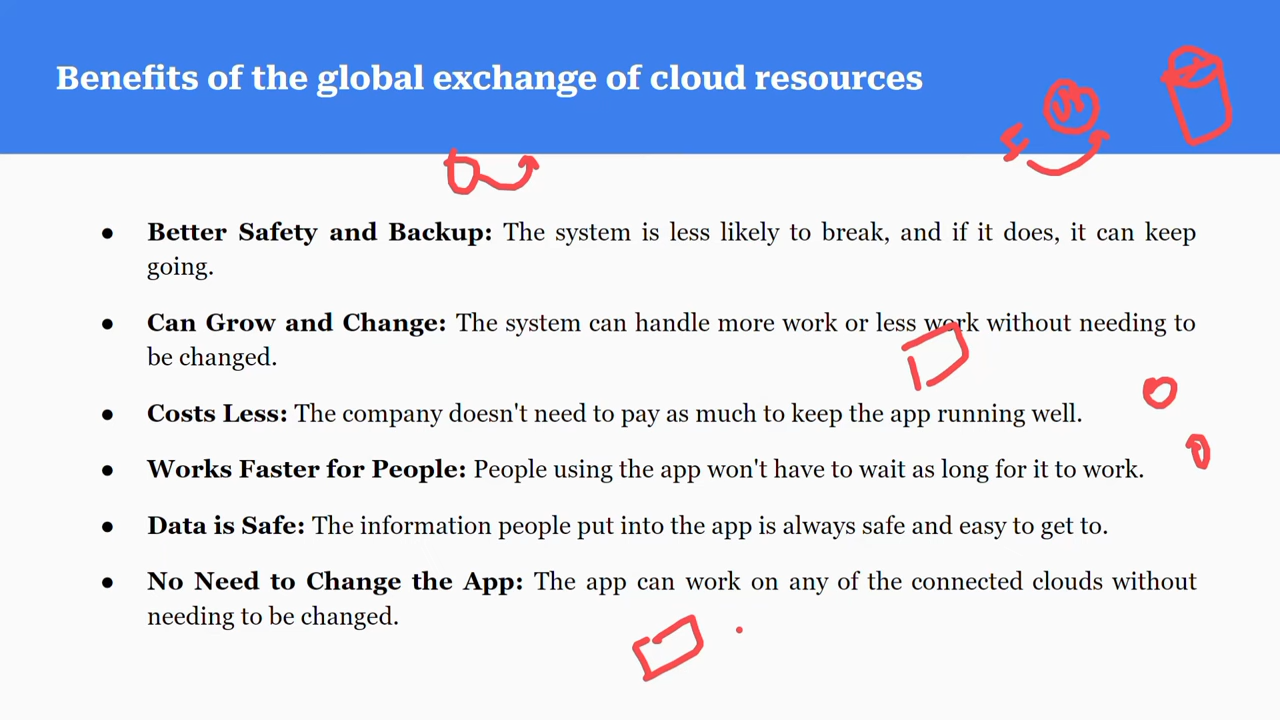 Benefits of the global exchange of cloud resources
● Better Safety and Backup: The system is less likely to break, and if it does, it can keep
going.
● Can Grow and Change: The system can handle more work or less work without needing to
be changed.
● Costs Less: The company doesn't need to pay as much to keep the app running well.
● Works Faster for People: People using the app won't have to wait as long for it to work.
● Data is Safe: The information people put into the app is always safe and easy to get to.
● No Need to Change the App: The app can work on any of the connected clouds without
needing to be changed.